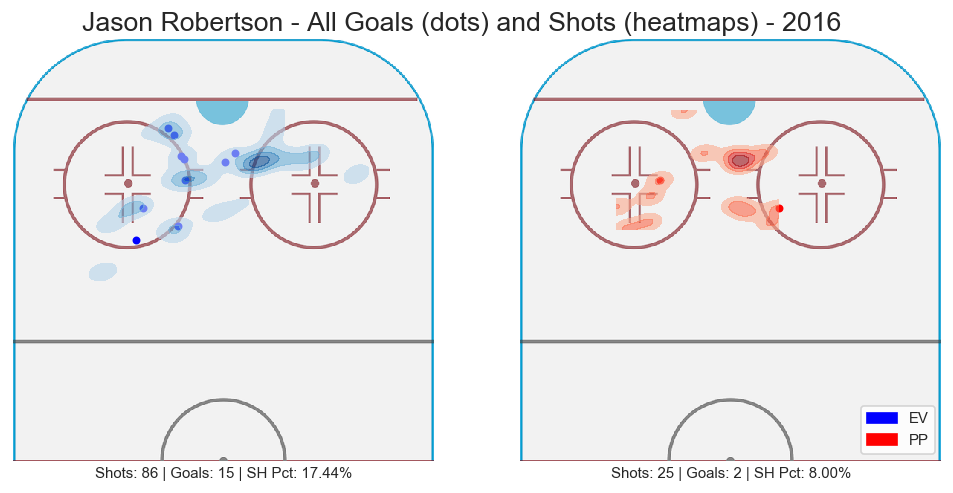 Jason Robertson - All Goals (dots) and Shots (heatmaps) - 2016
EV
PP
Shots: 86 | Goals: 15 | SH Pct: 17.44%
Shots: 25 | Goals: 2 | SH Pct: 8.00%